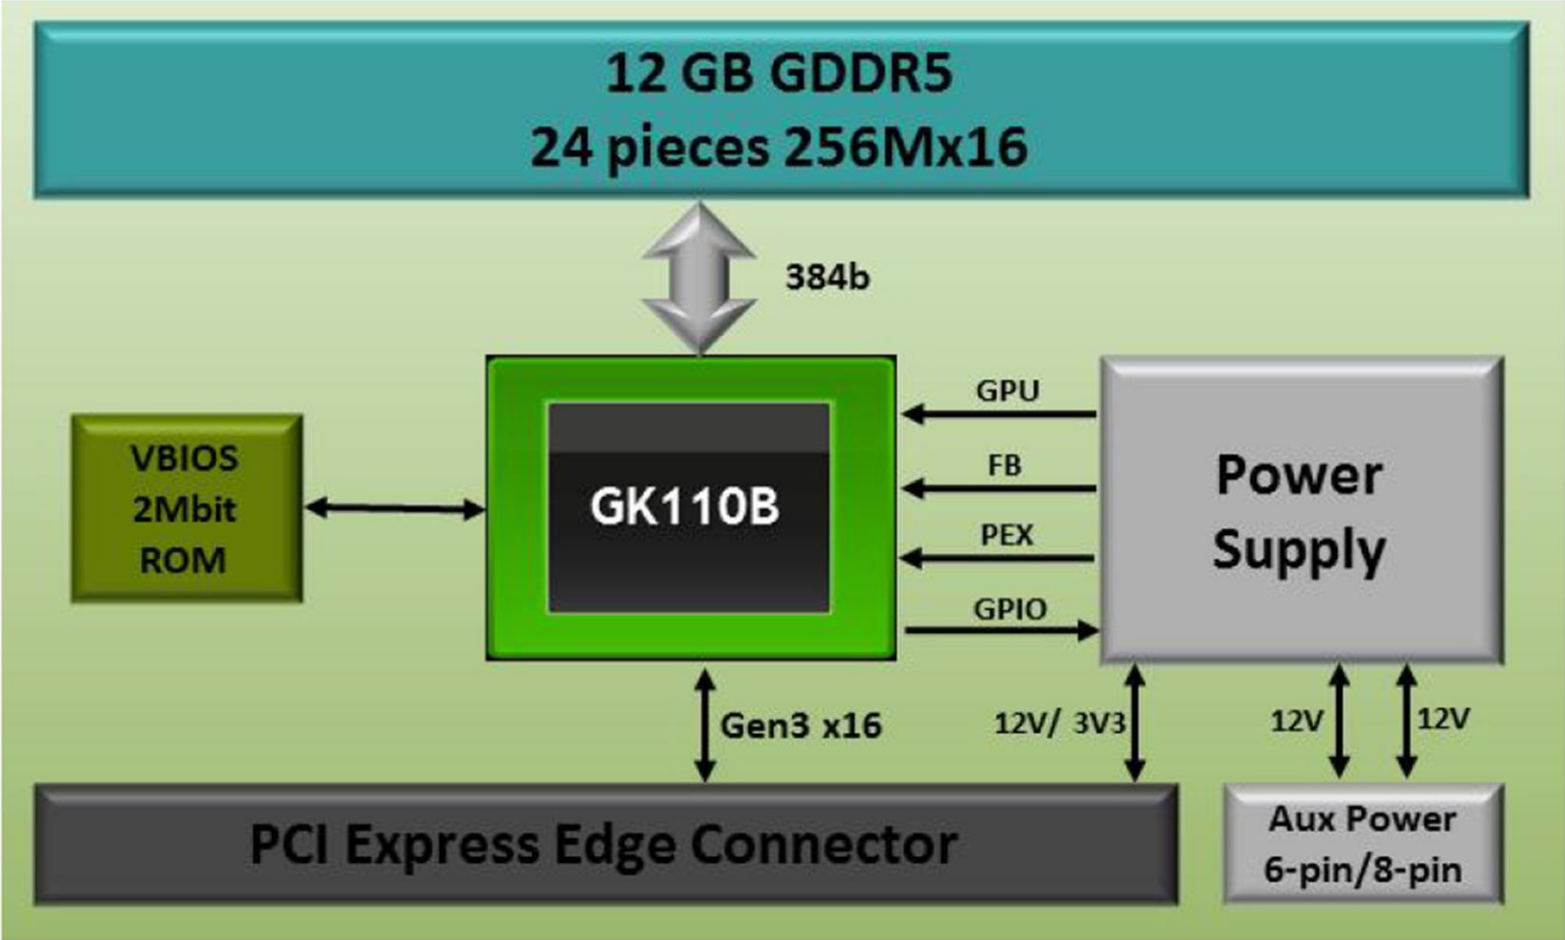 12 GB GDDR5
24 pieces 256Mx16
384b
GPU
FB
PEX
GPIO
VBIOS
2Mbit
ROM
GK110B
Power
Supply
Gen3 x16
12V/ 3V3
12V
12V
PCI Express Edge Connector
Aux Power
6-pin/8-pin